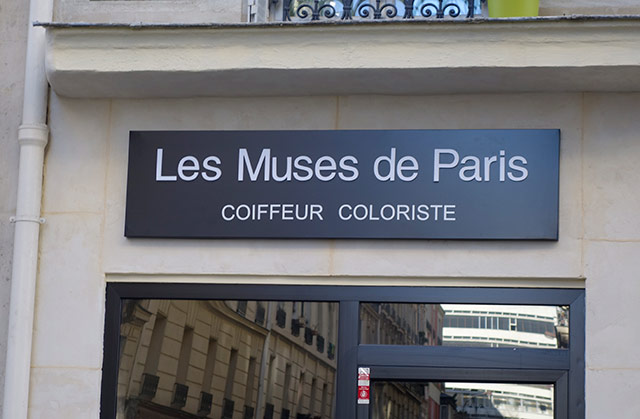 Les Muses de Paris
COIFFEUR COLORISTE